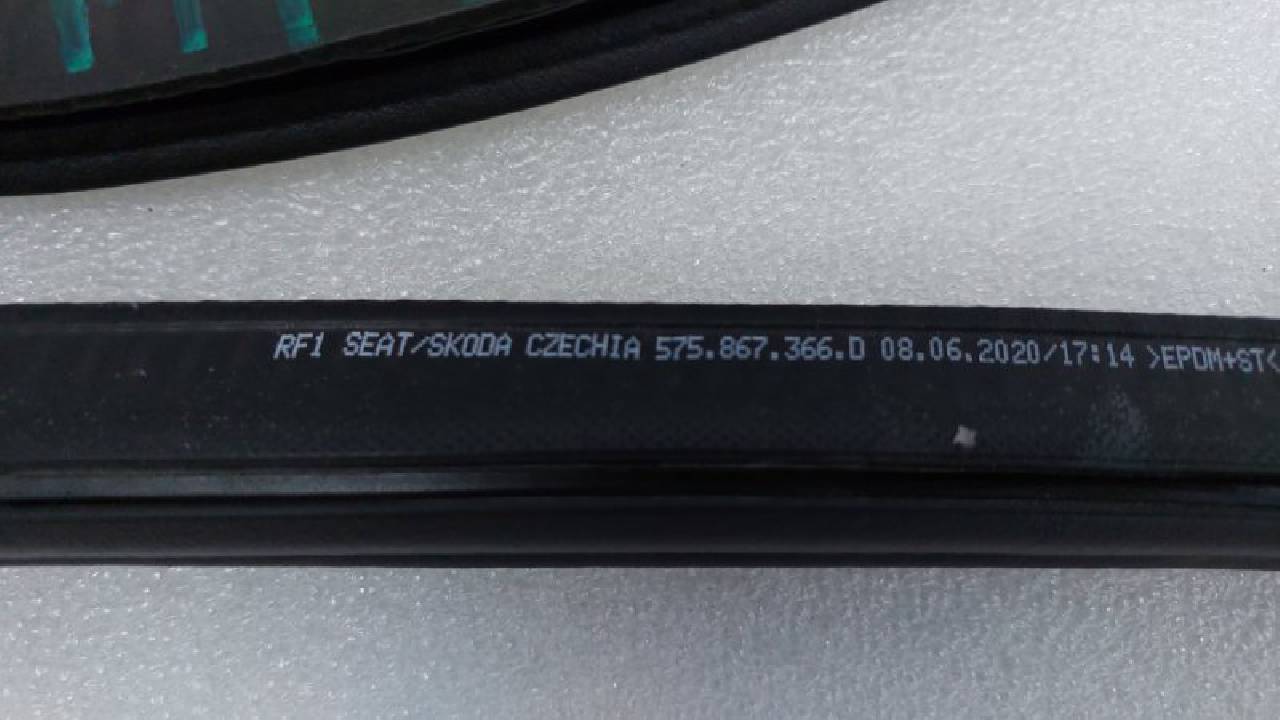 RF1 SEAT/SKODA CZECHIA 575.867.366.D 08.06.2020/17:14 >EPDM+ST<